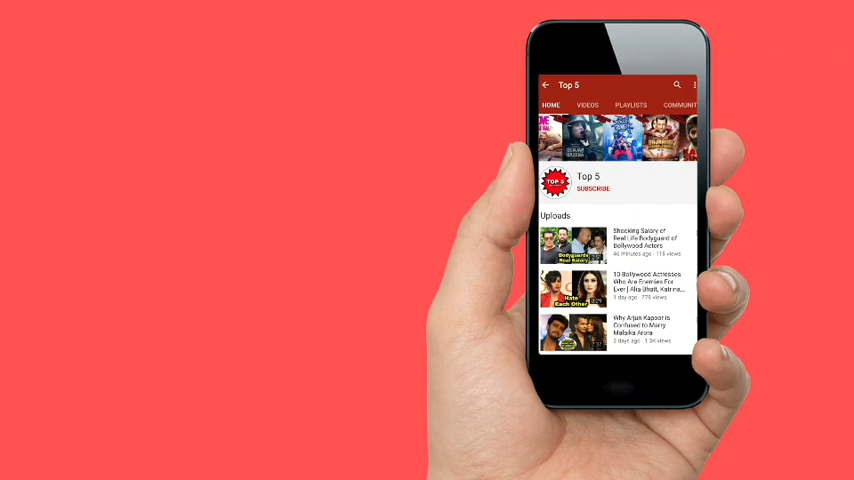 Top 5
HOME VIDEOS PLAYLISTS COMMUNIT
TOP 5
Top 5
SUBSCRIBE
Uploads
Bodyguards
Real Salary
Shocking Salary of
Real Life Bodyguard of
Bollywood Actors
46 minutes ago · 115 views
Hate
Each Other
10 Bollywood Actresses
Who Are Enemies For
Ever | Alia Bhatt, Katrina,...
1 day ago · 775 views
Why Arjun Kapoor is
Confused to Marry
Malaika Arora
2 days ago · 1.3K views